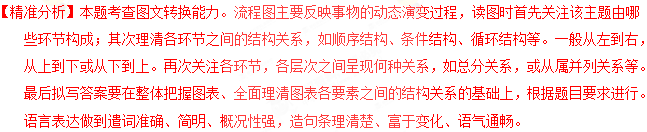 【精准分析】本题考查图文转换能力。流程图主要反映事物的动态演变过程，读图时首先关注该主题由哪
些环节构成；其次理清各环节之间的结构关系，如顺序结构、条件结构、循环结构等。一般从左到右，
从上到下或从下到上。再次关注各环节，各层次之间呈现何种关系，如总分关系，或从属并列关系等。
最后拟写答案要在整体把握图表、全面理清图表各要素之间的结构关系的基础上，根据题目要求进行。
语言表达做到遣词准确、简明、概况性强，造句条理清楚、富于变化、语气通畅。